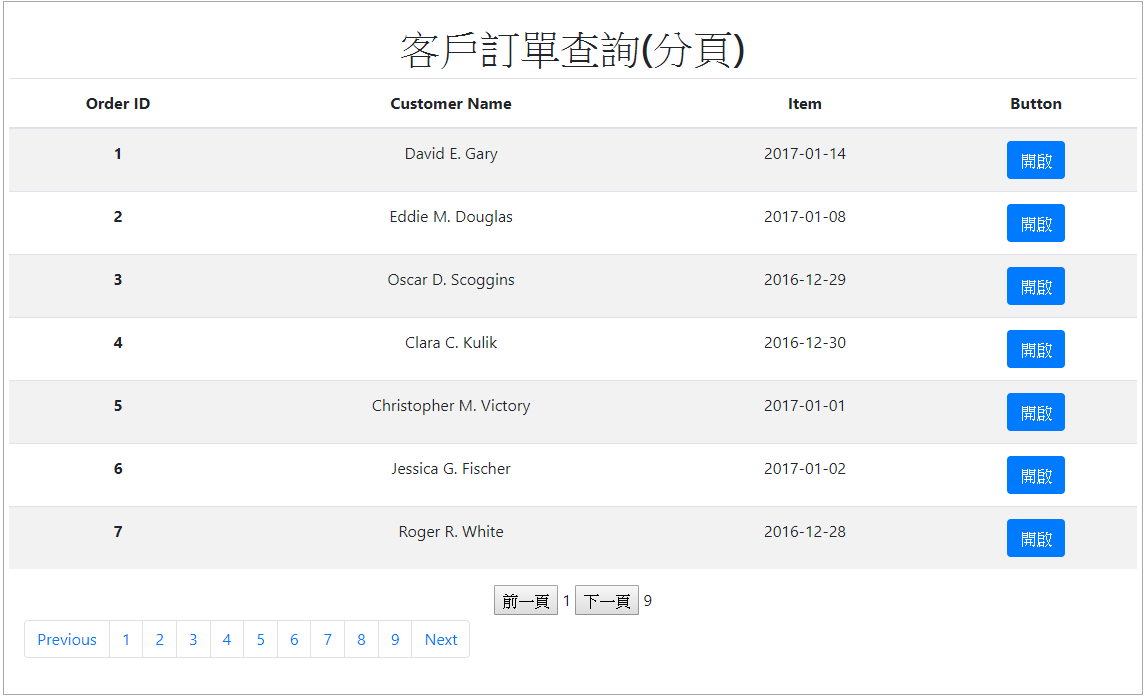 客戶訂單查詢(分頁)
Order ID Customer Name Item Button
1 David E. Gary 2017-01-14 開啟
2 Eddie M. Douglas 2017-01-08 開啟
3 Oscar D. Scoggins 2016-12-29 開啟
4 Clara C. Kulik 2016-12-30 開啟
5 Christopher M. Victory 2017-01-01 開啟
6 Jessica G. Fischer 2017-01-02 開啟
7 Roger R. White 2016-12-28 開啟
前一頁 1 下一頁 9
Previous 1 2 3 4 5 6 7 8 9 Next